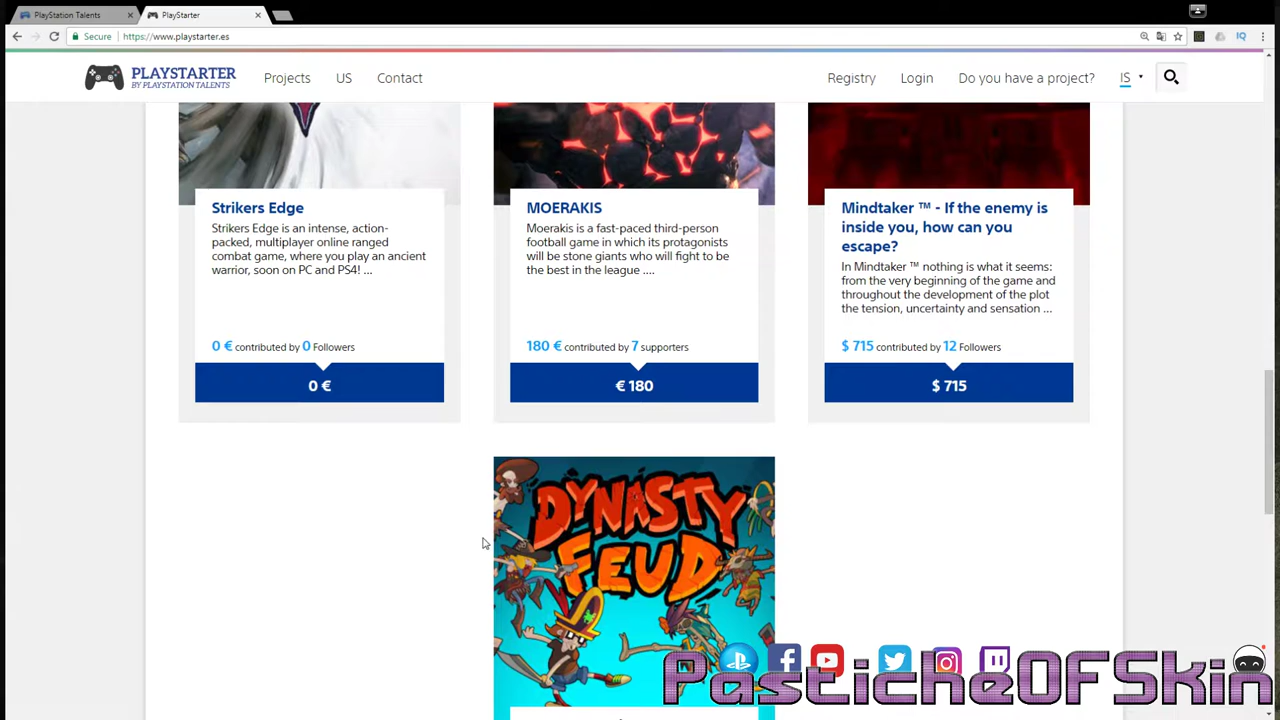 PlayStation Talents
PlayStarter
Secure https://www.playstarter.es
PLAYSTARTER
BY PLAYSTATION TALENTS
Projects US Contact
Registry Login Do you have a project? IS
Strikers Edge
Strikers Edge is an intense, action-
packed, multiplayer online ranged
combat game, where you play an ancient
warrior, soon on PC and PS4! ...
0 € contributed by 0 Followers
0 €
MOERAKIS
Moerakis is a fast-paced third-person
football game in which its protagonists
will be stone giants who will fight to be
the best in the league ....
180 € contributed by 7 supporters
€ 180
Mindtaker ™ - If the enemy is
inside you, how can you
escape?
In Mindtaker ™ nothing is what it seems:
from the very beginning of the game and
throughout the development of the plot
the tension, uncertainty and sensation ...
$ 715 contributed by 12 Followers
$ 715
DYNASTY
FEUD
PasticheOFSkin